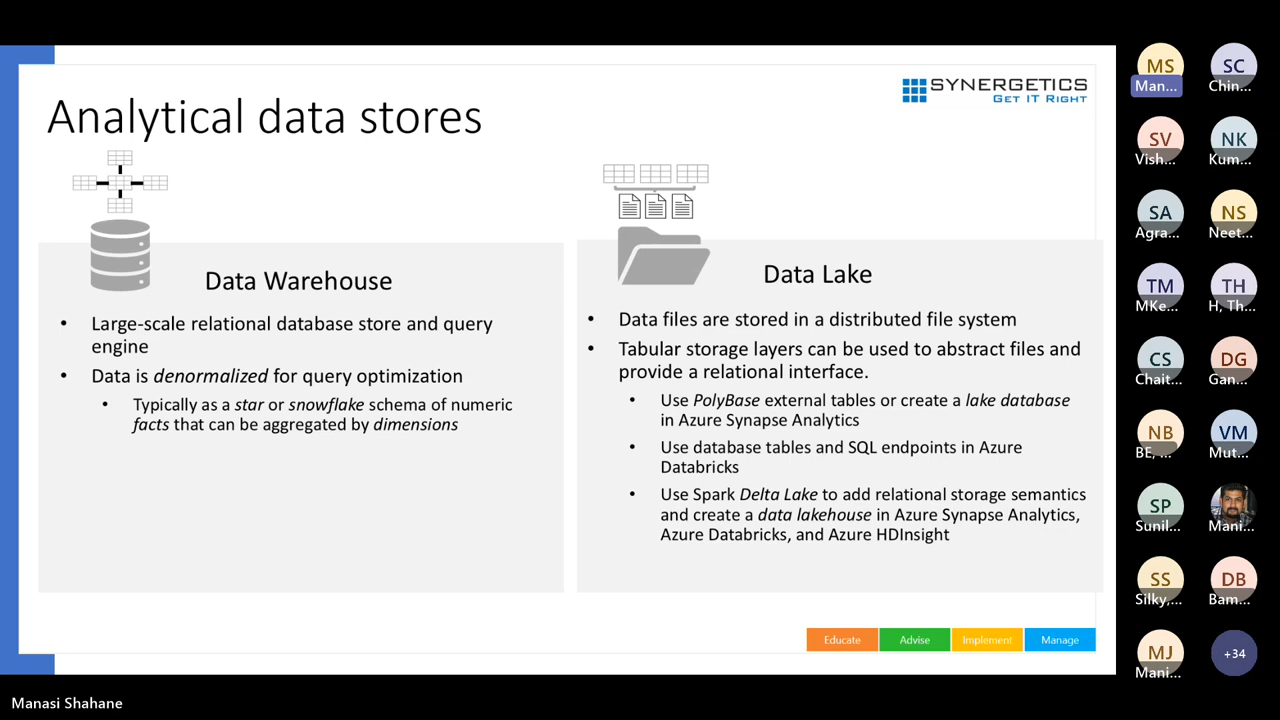 Analytical data stores
SYNERGETICS
GET IT RIGHT
Data Warehouse
• Large-scale relational database store and query
engine
• Data is denormalized for query optimization
• Typically as a star or snowflake schema of numeric
facts that can be aggregated by dimensions
Data Lake
• Data files are stored in a distributed file system
• Tabular storage layers can be used to abstract files and
provide a relational interface.
• Use PolyBase external tables or create a lake database
in Azure Synapse Analytics
• Use database tables and SQL endpoints in Azure
Databricks
• Use Spark Delta Lake to add relational storage semantics
and create a data lakehouse in Azure Synapse Analytics,
Azure Databricks, and Azure HDInsight
Educate Advise Implement Manage
MS SC
Man... Chin...
SV NK
Vish... Kum...
SA NS
Agra... Neet...
TM TH
MKe... H, Th...
CS DG
Chait... Gan...
NB VM
BE, ... Mut...
SP
Sunil... Mani...
SS DB
Silky,... Bam...
MJ +34
Mani...
Manasi Shahane